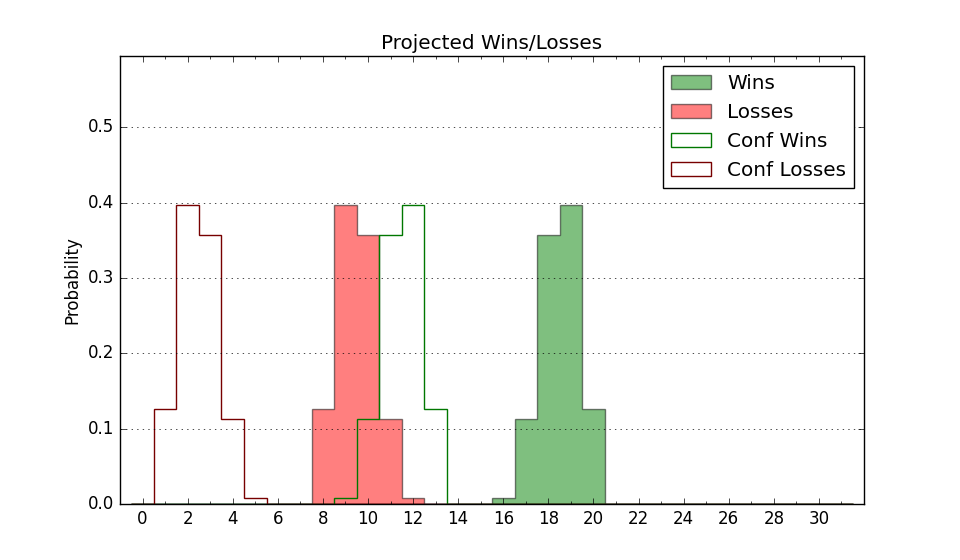 Projected Wins/Losses
Wins
Losses
Conf Wins
Conf Losses
Probability
0.5
0.4
0.3
0.2
0.1
0.0
0 2 4 6 8 10 12 14 16 18 20 22 24 26 28 30